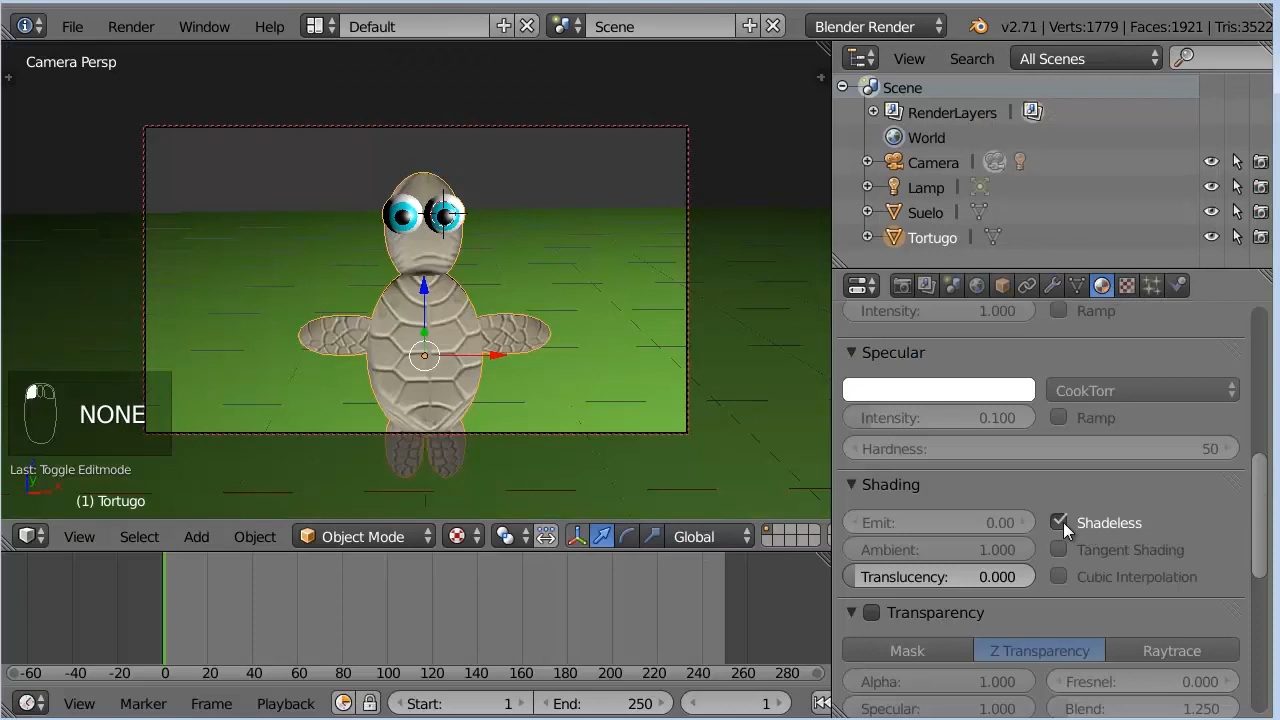 File Render Window Help Default Scene Blender Render v2.71 | Verts:1779 | Faces:1921 | Tris:3522
Camera Persp
View Search All Scenes
Scene
RenderLayers
World
Camera
Lamp
Suelo
Tortugo
Intensity: 1.000 Ramp
Specular
CookTorr
Intensity: 0.100 Ramp
Hardness: 50
Shading
Emit: 0.00 Shadeless
Ambient: 1.000 Tangent Shading
Translucency: 0.000 Cubic Interpolation
Transparency
Mask Z Transparency Raytrace
Alpha: 1.000 Fresnel: 0.000
Specular: 1.000 Blend: 1.250
NONE
Last: Toggle Editmode
z
y
x
(1) Tortugo
View Select Add Object Object Mode Global
-60 -40 -20 0 20 40 60 80 100 120 140 160 180 200 220 240 260 280
View Marker Frame Playback Start: 1 End: 250 1